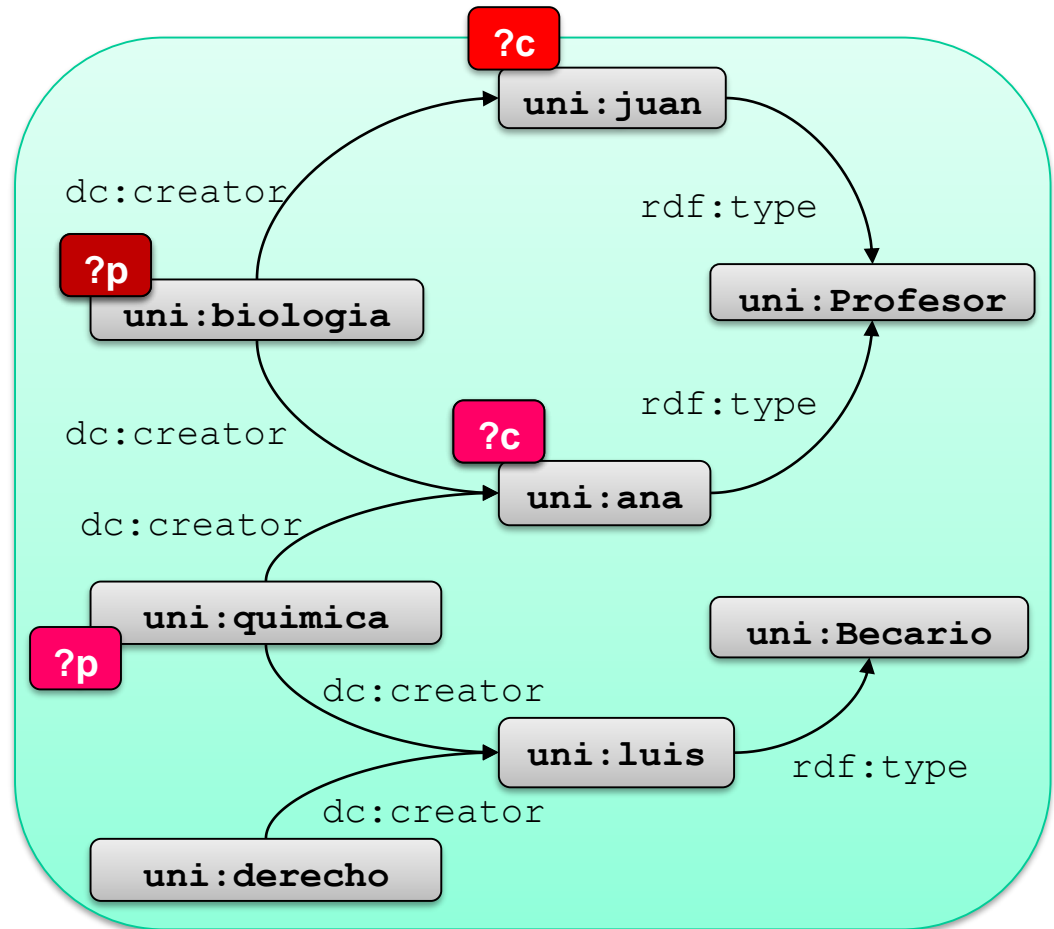 ?c
uni:juan
dc:creator
rdf:type
?p
uni:biologia
uni:Profesor
dc:creator
rdf:type
?c
uni:ana
dc:creator
uni:quimica
?p
uni:Becario
dc:creator
uni:luis
rdf:type
dc:creator
uni:derecho